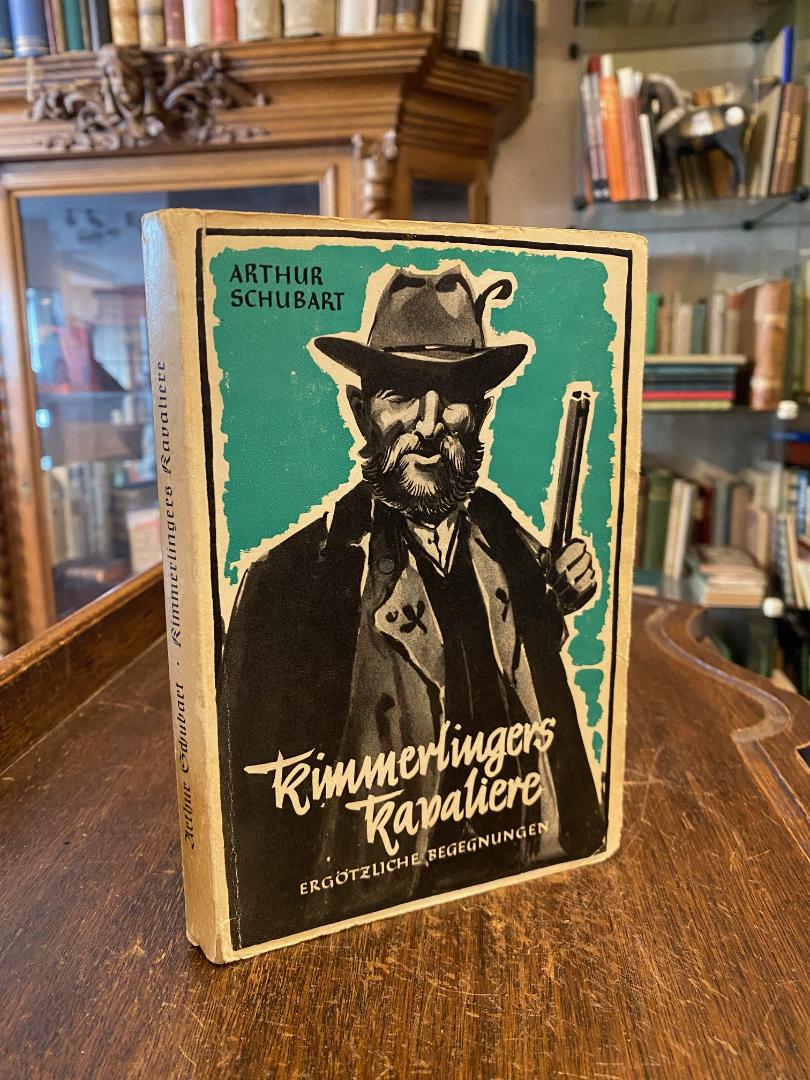 ARTHUR
SCHUBART
Kimmerlingers
Kavaliere
ERGÖTZLICHE BEGEGNUNGEN
Arthur Schubart · Kimmerlingers Kavaliere